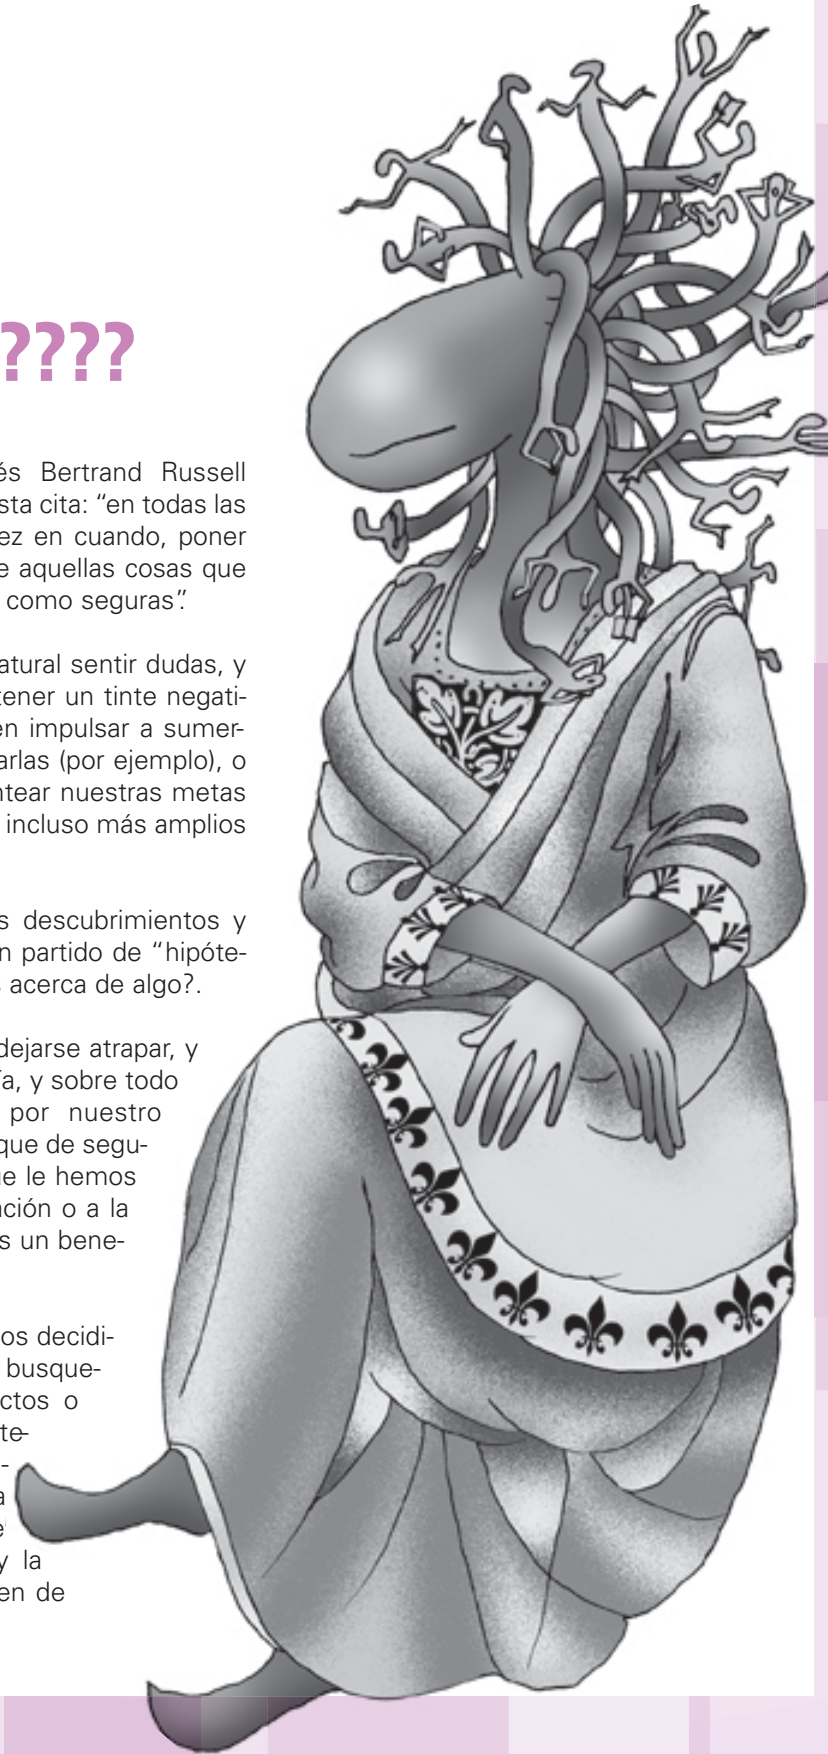 ????
és Bertrand Russell
sta cita: “en todas las
ez en cuando, poner
e aquellas cosas que
como seguras”.
atural sentir dudas, y
tener un tinte negati-
en impulsar a sumer-
arlas (por ejemplo), o
ntear nuestras metas
incluso más amplios
s descubrimientos y
n partido de “hipóte-
s acerca de algo?.
dejarse atrapar, y
ía, y sobre todo
por nuestro
que de segu-
ue le hemos
ación o a la
s un bene-
os decidi-
busque-
ctos o
te-
-
a
e
y la
en de